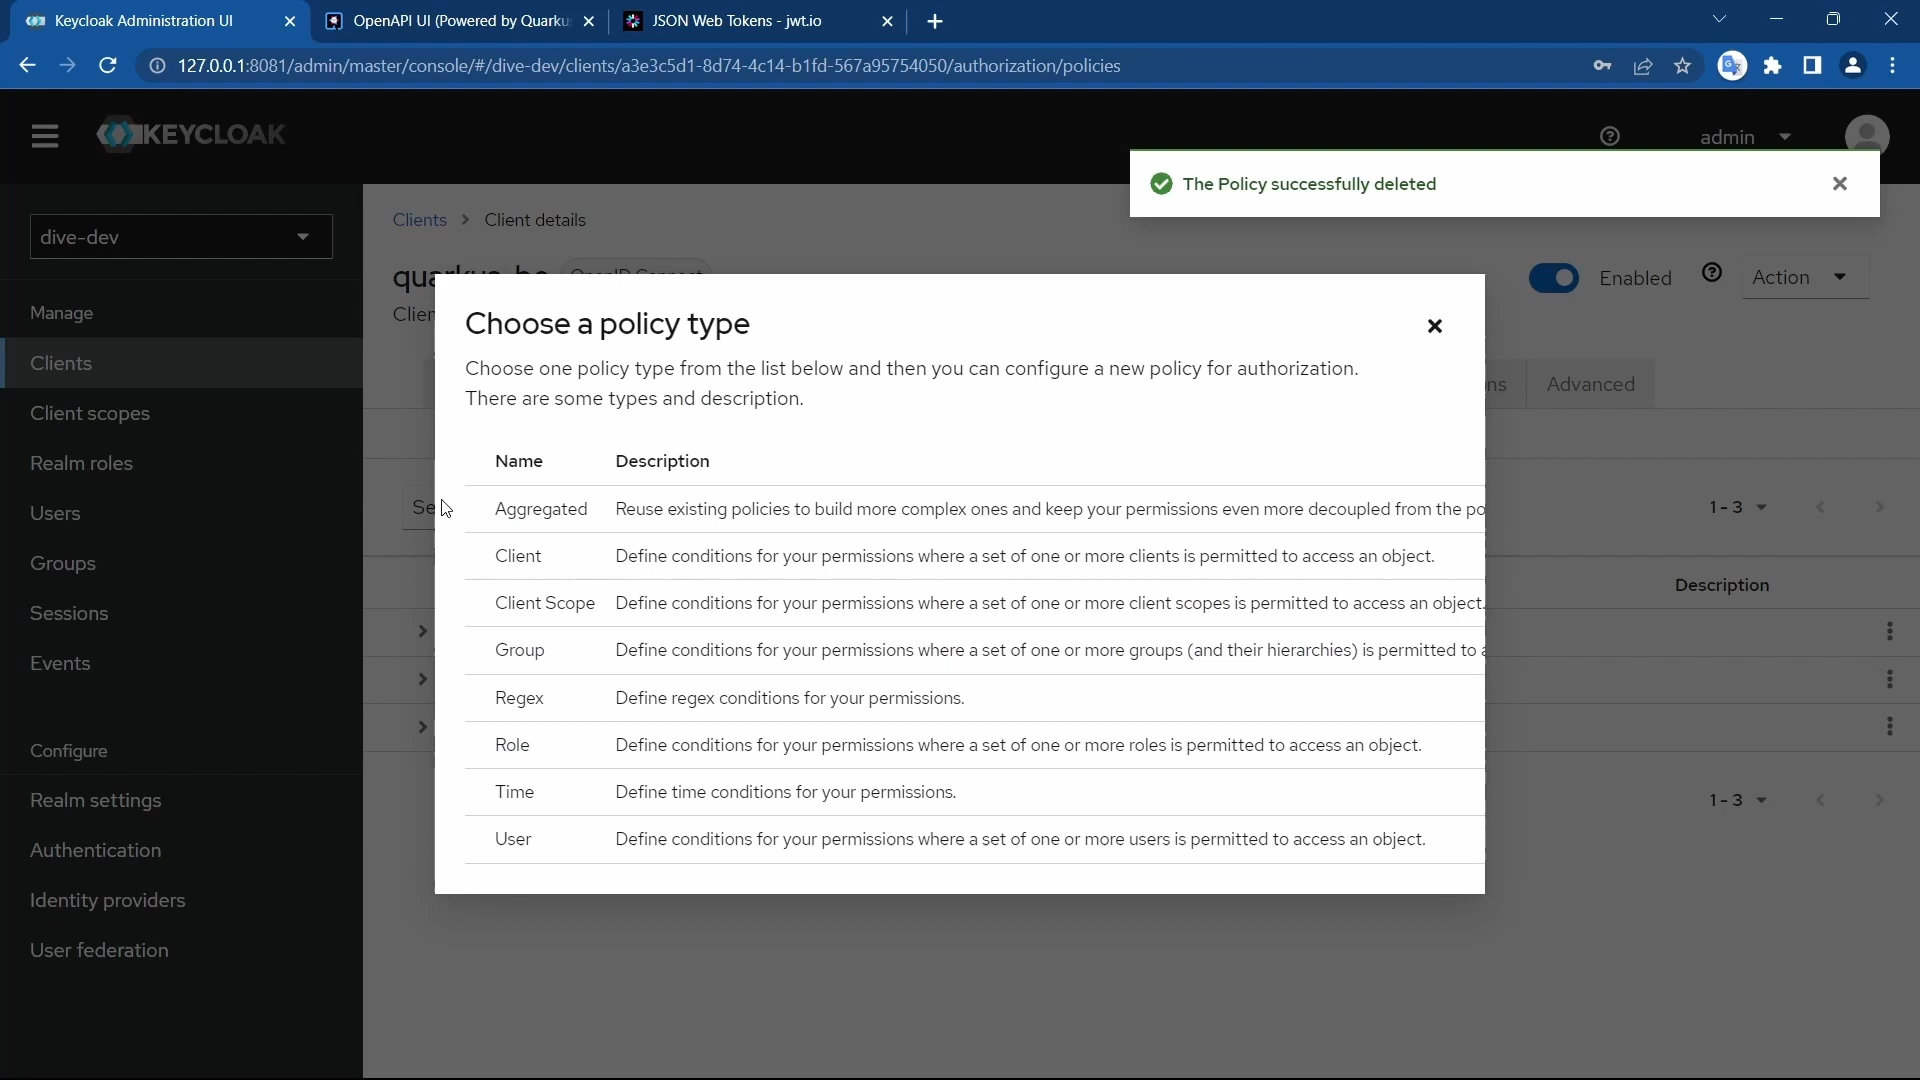 Keycloak Administration UI
OpenAPI UI (Powered by Quarku
JSON Web Tokens - jwt.io
127.0.0.1:8081/admin/master/console/#/dive-dev/clients/a3e3c5d1-8d74-4c14-b1fd-567a95754050/authorization/policies
KEYCLOAK
admin
The Policy successfully deleted
dive-dev
Clients > Client details
OpenID Connect
Enabled
Action
Clien
Manage
Clients
Client scopes
Realm roles
Users
Groups
Sessions
Events
Configure
Realm settings
Authentication
Identity providers
User federation
Choose a policy type
Choose one policy type from the list below and then you can configure a new policy for authorization.
There are some types and description.
Name Description
Aggregated Reuse existing policies to build more complex ones and keep your permissions even more decoupled from the po
Client Define conditions for your permissions where a set of one or more clients is permitted to access an object.
Client Scope Define conditions for your permissions where a set of one or more client scopes is permitted to access an object.
Group Define conditions for your permissions where a set of one or more groups (and their hierarchies) is permitted to a
Regex Define regex conditions for your permissions.
Role Define conditions for your permissions where a set of one or more roles is permitted to access an object.
Time Define time conditions for your permissions.
User Define conditions for your permissions where a set of one or more users is permitted to access an object.
ns
Advanced
Se
1 - 3
Description
1 - 3